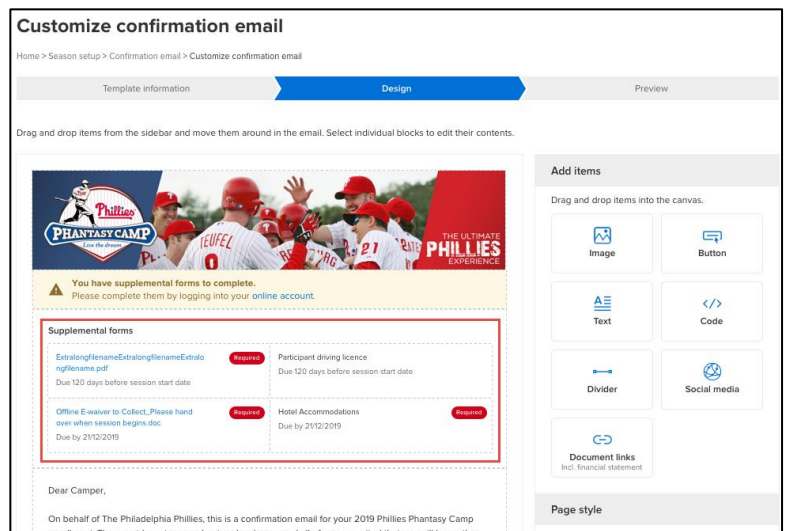 Customize confirmation email
Home > Season setup > Confirmation email > Customize confirmation email
Template information
Design
Preview
Drag and drop items from the sidebar and move them around in the email. Select individual blocks to edit their contents.
Phillies
PHANTASY CAMP
Live the dream
TEUFEL
THE ULTIMATE
PHILLIES
EXPERIENCE
You have supplemental forms to complete.
Please complete them by logging into your online account.
Supplemental forms
ExtralongfilenameExtralongfilenameExtralo
ngfilename.pdf
Required
Due 120 days before session start date
Participant driving licence
Due 120 days before session start date
Offline E-waiver to Collect_Please hand
over when session begins.doc
Required
Due by 21/12/2019
Hotel Accommodations
Required
Due by 21/12/2019
Dear Camper,
On behalf of The Philadelphia Phillies, this is a confirmation email for your 2019 Phillies Phantasy Camp
Add items
Drag and drop items into the canvas.
Image
Button
Text
Code
Divider
Social media
Document links
Incl. financial statement
Page style